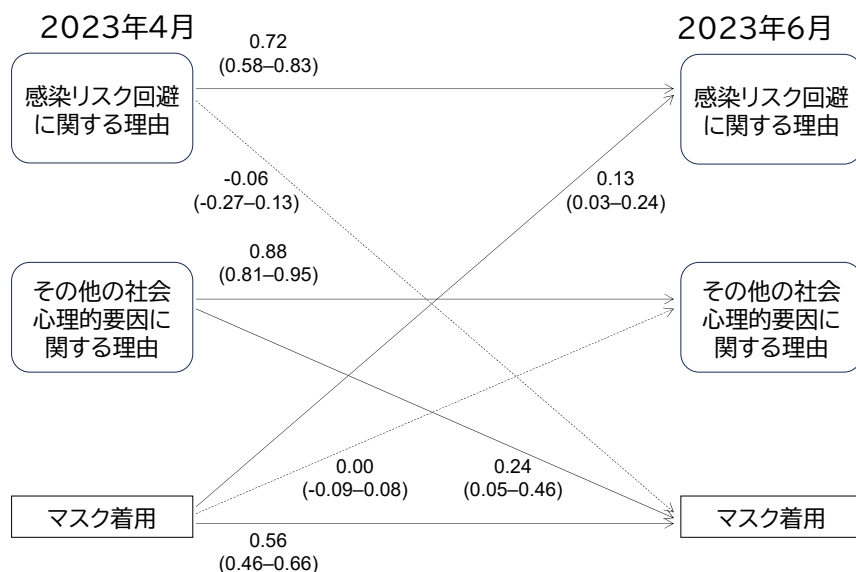 2023年4月
2023年6月
0.72
(0.58–0.83)
感染リスク回避
に関する理由
感染リスク回避
に関する理由
-0.06
(-0.27–0.13)
0.13
(0.03–0.24)
0.88
(0.81–0.95)
その他の社会
心理的要因に
関する理由
その他の社会
心理的要因に
関する理由
0.00
(-0.09–0.08)
0.24
(0.05–0.46)
マスク着用
マスク着用
0.56
(0.46–0.66)